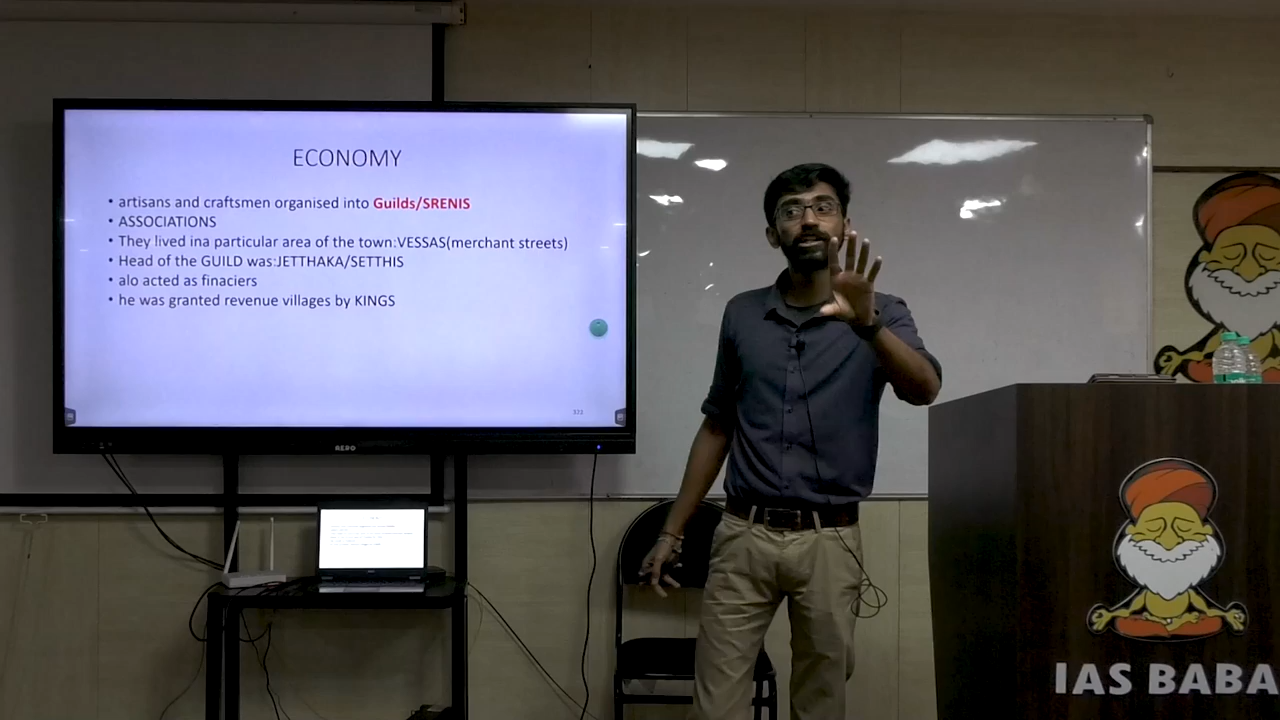 ECONOMY
• artisans and craftsmen organised into Guilds/SRENIS
• ASSOCIATIONS
• They lived ina particular area of the town:VESSAS(merchant streets)
• Head of the GUILD was:JETTHAKA/SETTHIS
• alo acted as finaciers
• he was granted revenue villages by KINGS
IAS BABA